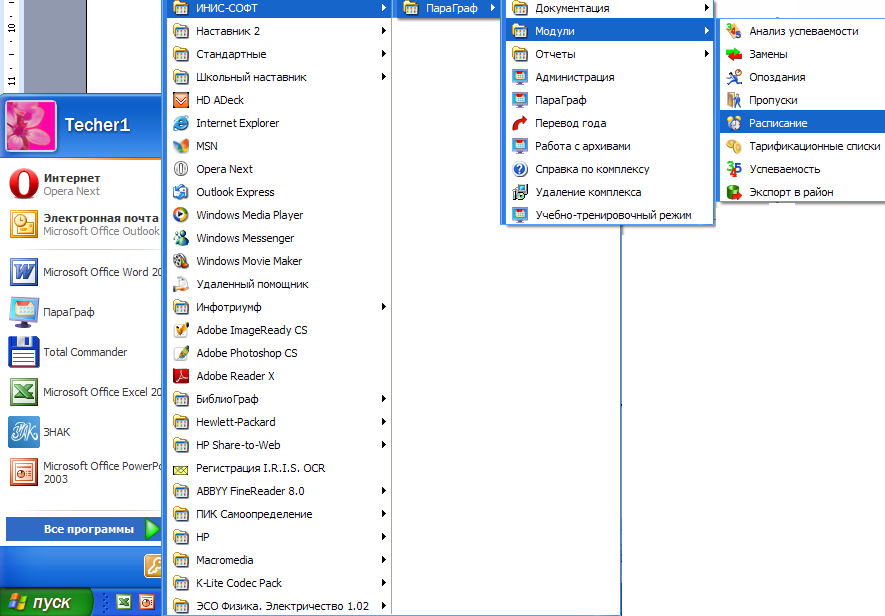 10
11
Techer1
Интернет
Opera Next
Электронная почта
Microsoft Office Outlook
Microsoft Office Word 20
ПараГраф
Total Commander
Microsoft Office Excel 20
ЗНАК
Microsoft Office PowerPo
2003
Все программы
пуск
ИНИС-СОФТ
Наставник 2
Стандартные
Школьный наставник
HD ADeck
Internet Explorer
MSN
Opera Next
Outlook Express
Windows Media Player
Windows Messenger
Windows Movie Maker
Удаленный помощник
Инфотриумф
Adobe ImageReady CS
Adobe Photoshop CS
Adobe Reader X
БиблиоГраф
Hewlett-Packard
HP Share-to-Web
Регистрация I.R.I.S. OCR
ABBYY FineReader 8.0
ПИК Самоопределение
HP
Macromedia
K-Lite Codec Pack
ЭСО Физика. Электричество 1.02
ПараГраф
Документация
Модули
Отчеты
Администрация
ПараГраф
Перевод года
Работа с архивами
Справка по комплексу
Удаление комплекса
Учебно-тренировочный режим
Анализ успеваемости
Замены
Опоздания
Пропуски
Расписание
Тарификационные списки
Успеваемость
Экспорт в район